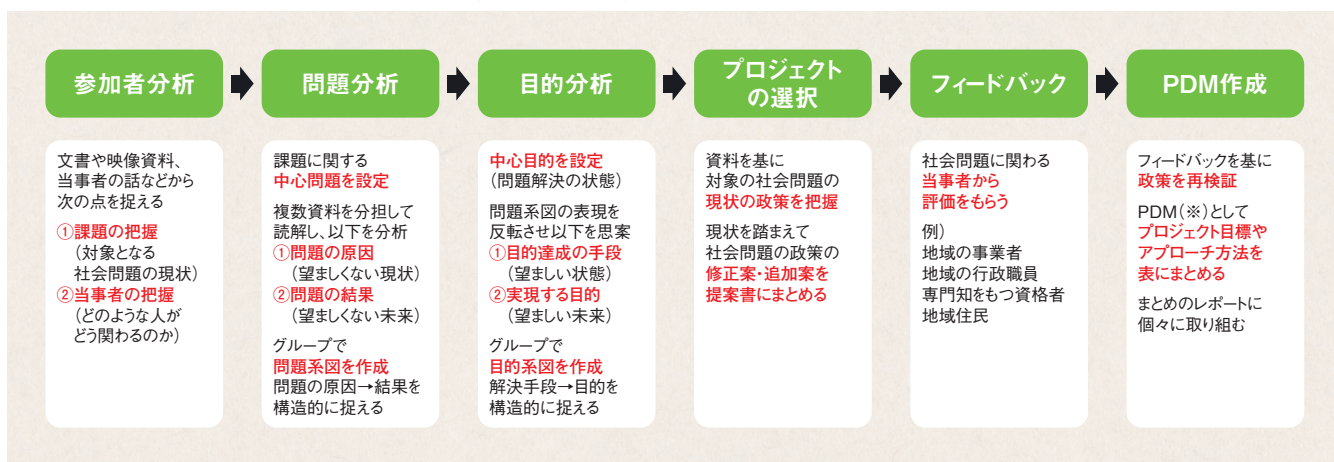 参加者分析
文書や映像資料、
当事者の話などから
次の点を捉える
①課題の把握
(対象となる
社会問題の現状)
②当事者の把握
(どのような人が
どう関わるのか)
問題分析
課題に関する
中心問題を設定
複数資料を分担して
読解し、以下を分析
①問題の原因
(望ましくない現状)
②問題の結果
(望ましくない未来)
グループで
問題系図を作成
問題の原因→結果を
構造的に捉える
目的分析
中心目的を設定
(問題解決の状態)
問題系図の表現を
反転させ以下を思案
①目的達成の手段
(望ましい状態)
②実現する目的
(望ましい未来)
グループで
目的系図を作成
解決手段→目的を
構造的に捉える
プロジェクト
の選択
資料を基に
対象の社会問題の
現状の政策を把握
現状を踏まえて
社会問題の政策の
修正案・追加案を
提案書にまとめる
フィードバック
社会問題に関わる
当事者から
評価をもらう
例)
地域の事業者
地域の行政職員
専門知をもつ資格者
地域住民
PDM作成
フィードバックを基に
政策を再検証
PDM(※)として
プロジェクト目標や
アプローチ方法を
表にまとめる
まとめのレポートに
個々に取り組む